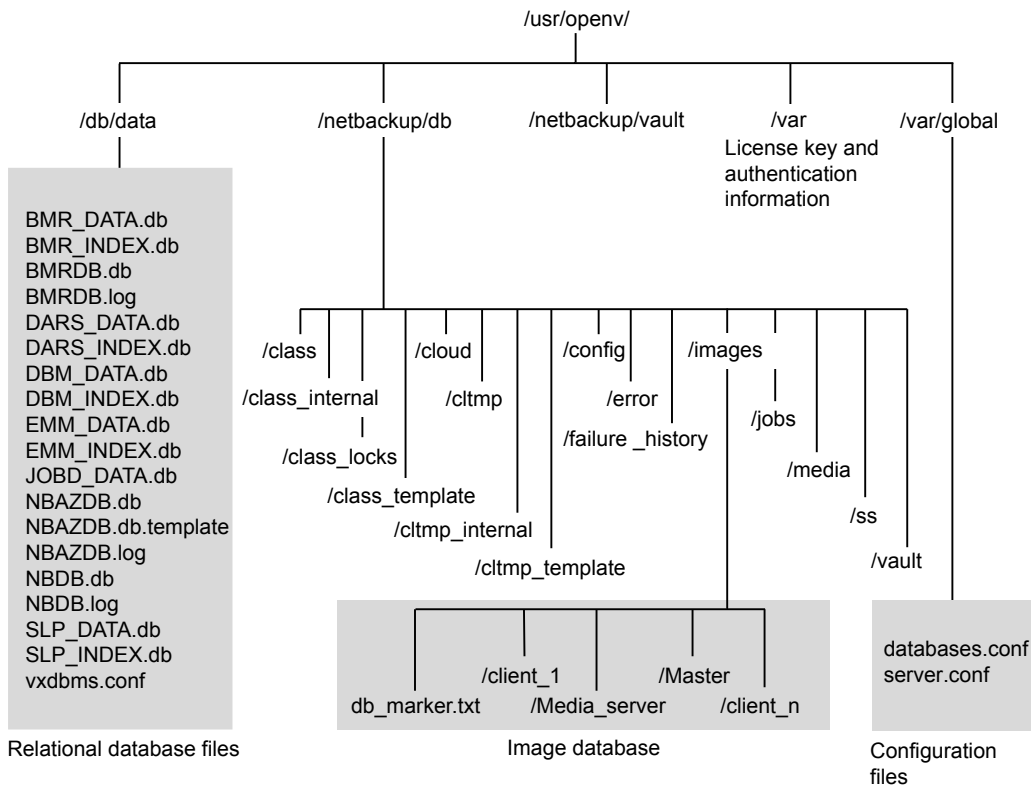 /usr/openv/
/db/data
/netbackup/db
/netbackup/vault
/var
License key and
authentication
information
/var/global
BMR_DATA.db
BMR_INDEX.db
BMRDB.db
BMRDB.log
DARS_DATA.db
DARS_INDEX.db
DBM_DATA.db
DBM_INDEX.db
EMM_DATA.db
EMM_INDEX.db
JOBD_DATA.db
NBAZDB.db
NBAZDB.db.template
NBAZDB.log
NBDB.db
NBDB.log
SLP_DATA.db
SLP_INDEX.db
vxdbms.conf
Relational database files
/class
/class_internal
/class_locks
/class_template
/cloud
/cltmp
/cltmp_internal
/cltmp_template
/config
/error
/failure _history
/images
/jobs
/media
/ss
/vault
db_marker.txt
/client_1
/Media_server
/Master
/client_n
Image database
databases.conf
server.conf
Configuration
files